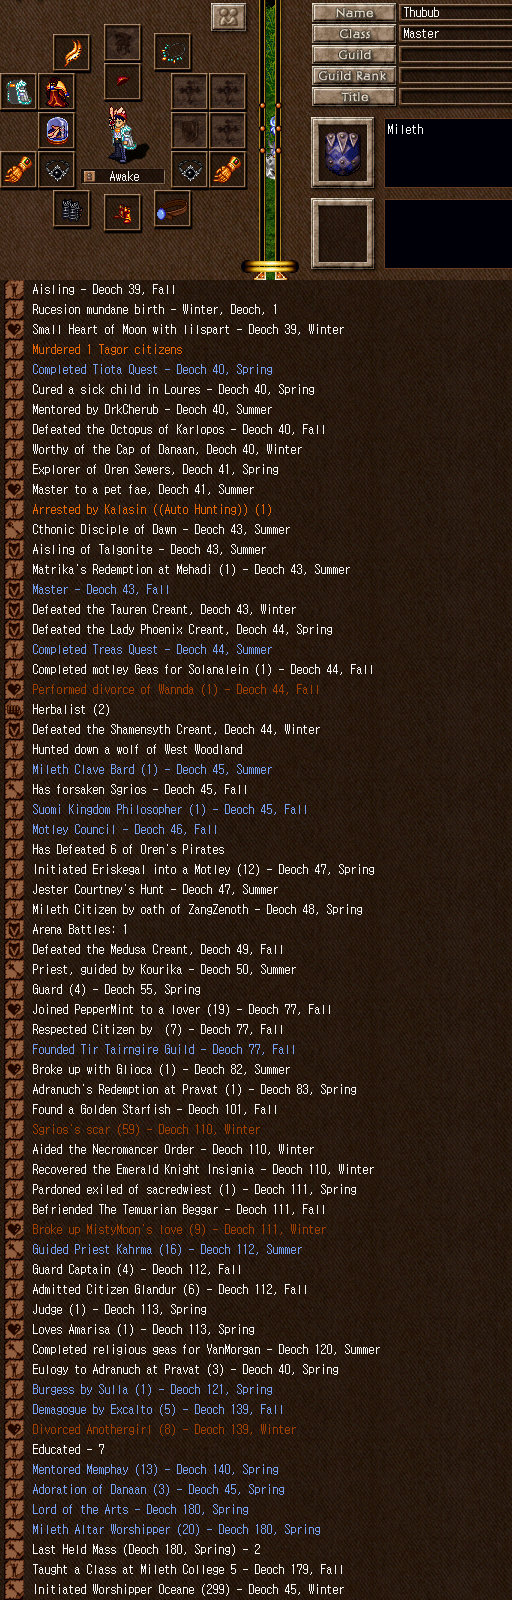 Name Thubub
Class Master
Guild
Guild Rank
Title
Mileth
Awake
Aisling - Deoch 39, Fall
Rucesion mundane birth - Winter, Deoch, 1
Small Heart of Moon with lilspart - Deoch 39, Winter
Murdered 1 Tagor citizens
Completed Tiota Quest - Deoch 40, Spring
Cured a sick child in Loures - Deoch 40, Spring
Mentored by DrkCherub - Deoch 40, Summer
Defeated the Octopus of Karlopos - Deoch 40, Fall
Worthy of the Cap of Danaan, Deoch 40, Winter
Explorer of Oren Sewers, Deoch 41, Spring
Master to a pet fae, Deoch 41, Summer
Arrested by Kalasin ((Auto Hunting)) (1)
Cthonic Disciple of Dawn - Deoch 43, Summer
Aisling of Talgonite - Deoch 43, Summer
Matrika's Redemption at Mehadi (1) - Deoch 43, Summer
Master - Deoch 43, Fall
Defeated the Tauren Creant, Deoch 43, Winter
Defeated the Lady Phoenix Creant, Deoch 44, Spring
Completed Treas Quest - Deoch 44, Summer
Completed motley Geas for Solanalein (1) - Deoch 44, Fall
Performed divorce of Wannda (1) - Deoch 44, Fall
Herbalist (2)
Defeated the Shamensyth Creant, Deoch 44, Winter
Hunted down a wolf of West Woodland
Mileth Clave Bard (1) - Deoch 45, Summer
Has forsaken Sgrios - Deoch 45, Fall
Suomi Kingdom Philosopher (1) - Deoch 45, Fall
Motley Council - Deoch 46, Fall
Has Defeated 6 of Oren's Pirates
Initiated Eriskegal into a Motley (12) - Deoch 47, Spring
Jester Courtney's Hunt - Deoch 47, Summer
Mileth Citizen by oath of ZangZenoth - Deoch 48, Spring
Arena Battles: 1
Defeated the Medusa Creant, Deoch 49, Fall
Priest, guided by Kourika - Deoch 50, Summer
Guard (4) - Deoch 55, Spring
Joined PepperMint to a lover (19) - Deoch 77, Fall
Respected Citizen by  (7) - Deoch 77, Fall
Founded Tir Tairngire Guild - Deoch 77, Fall
Broke up with Glioca (1) - Deoch 82, Summer
Adranuch's Redemption at Pravat (1) - Deoch 83, Spring
Found a Golden Starfish - Deoch 101, Fall
Sgrios's scar (59) - Deoch 110, Winter
Aided the Necromancer Order - Deoch 110, Winter
Recovered the Emerald Knight Insignia - Deoch 110, Winter
Pardoned exiled of sacredwiest (1) - Deoch 111, Spring
Befriended The Temuarian Beggar - Deoch 111, Fall
Broke up MistyMoon's love (9) - Deoch 111, Winter
Guided Priest Kahrma (16) - Deoch 112, Summer
Guard Captain (4) - Deoch 112, Fall
Admitted Citizen Glandur (6) - Deoch 112, Fall
Judge (1) - Deoch 113, Spring
Loves Amarisa (1) - Deoch 113, Spring
Completed religious geas for VanMorgan - Deoch 120, Summer
Eulogy to Adranuch at Pravat (3) - Deoch 40, Spring
Burgess by Sulla (1) - Deoch 121, Spring
Demagogue by Excalto (5) - Deoch 139, Fall
Divorced Anothergirl (8) - Deoch 139, Winter
Educated - 7
Mentored Memphay (13) - Deoch 140, Spring
Adoration of Danaan (3) - Deoch 45, Spring
Lord of the Arts - Deoch 180, Spring
Mileth Altar Worshipper (20) - Deoch 180, Spring
Last Held Mass (Deoch 180, Spring) - 2
Taught a Class at Mileth College 5 - Deoch 179, Fall
Initiated Worshipper Oceane (299) - Deoch 45, Winter